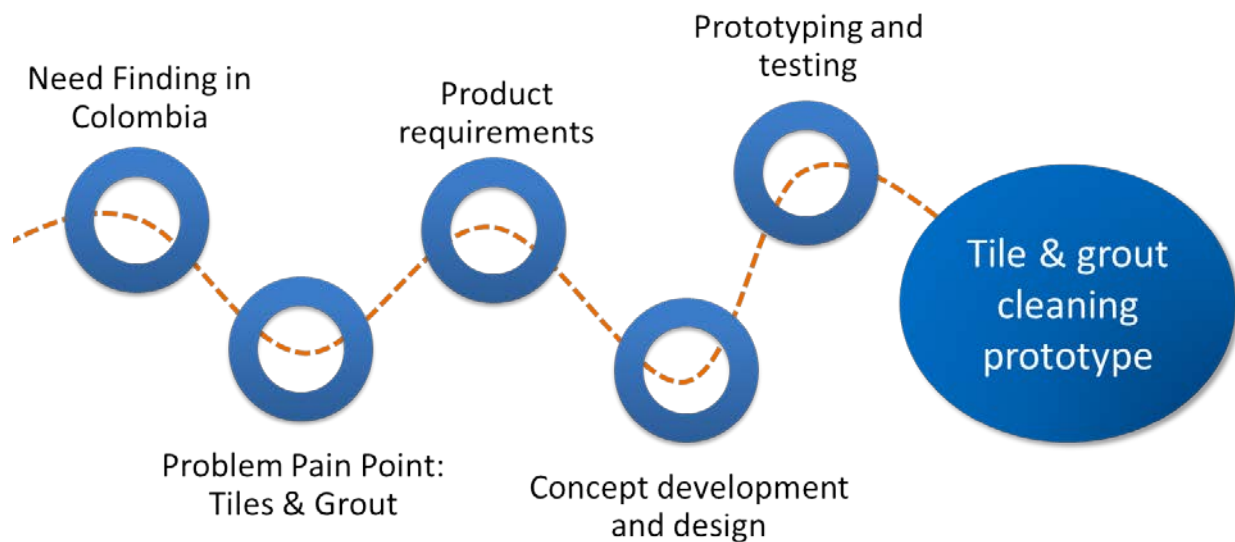 Need Finding in
Colombia
Problem Pain Point:
Tiles & Grout
Product
requirements
Concept development
and design
Prototyping and
testing
Tile & grout
cleaning
prototype